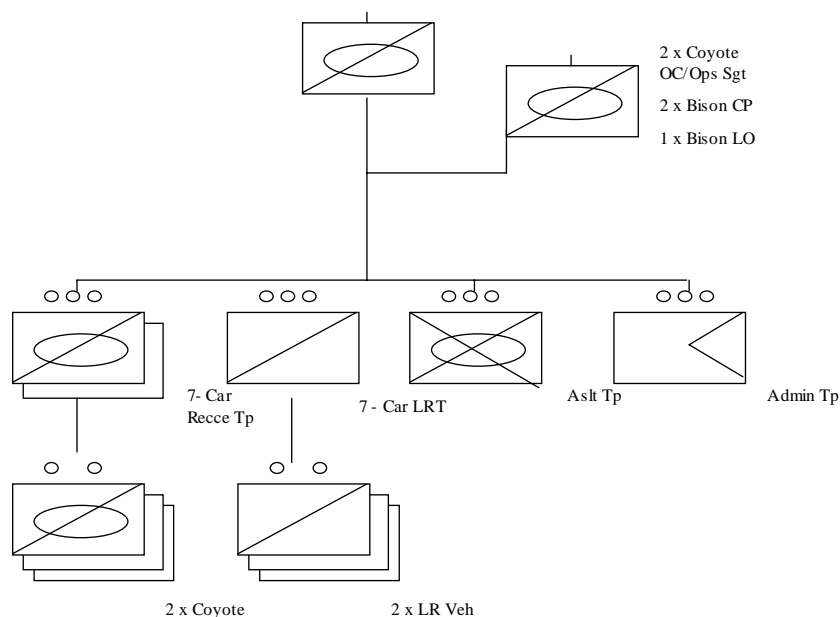 2 x Coyote
OC/Ops Sgt
2 x Bison CP
1 x Bison LO
7- Car
Recce Tp
7 - Car LRT
Aslt Tp
Admin Tp
2 x Coyote
2 x LR Veh